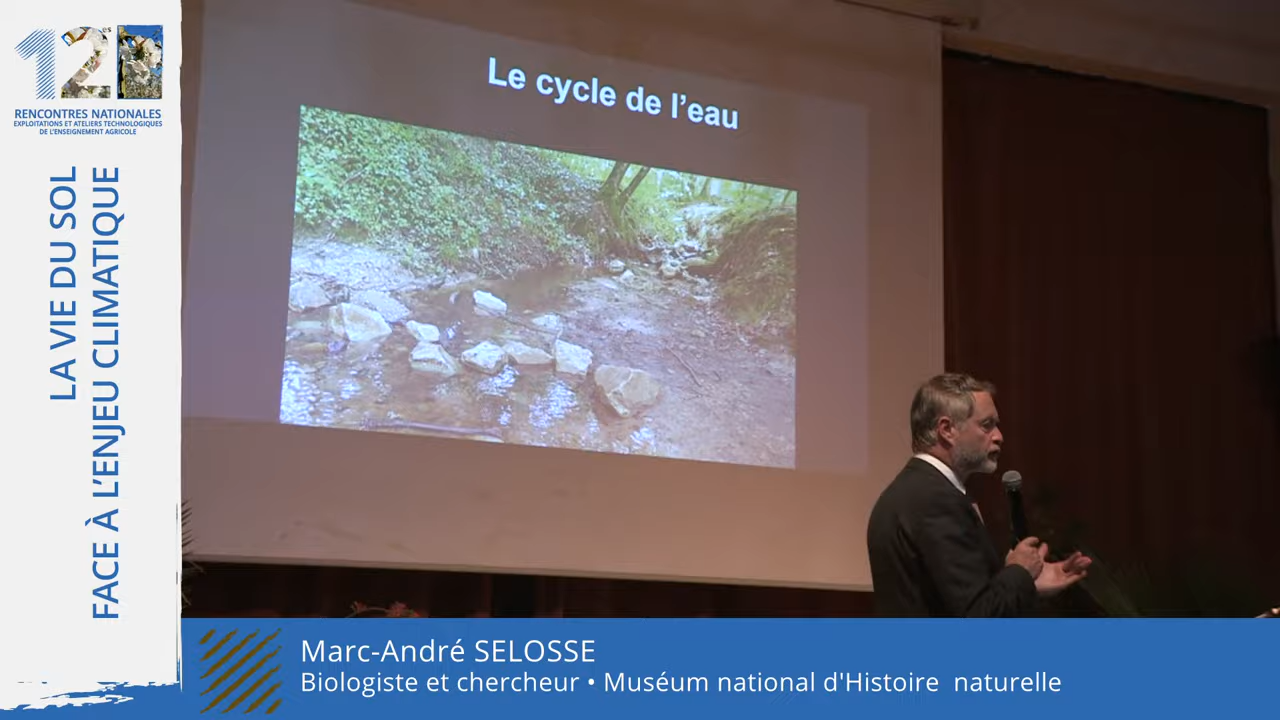 12es
RENCONTRES NATIONALES
EXPLOITATIONS ET ATELIERS TECHNOLOGIQUES
DE L'ENSEIGNEMENT AGRICOLE
LA VIE DU SOL
FACE À L'ENJEU CLIMATIQUE
Le cycle de l'eau
Marc-André SELOSSE
Biologiste et chercheur • Muséum national d'Histoire  naturelle